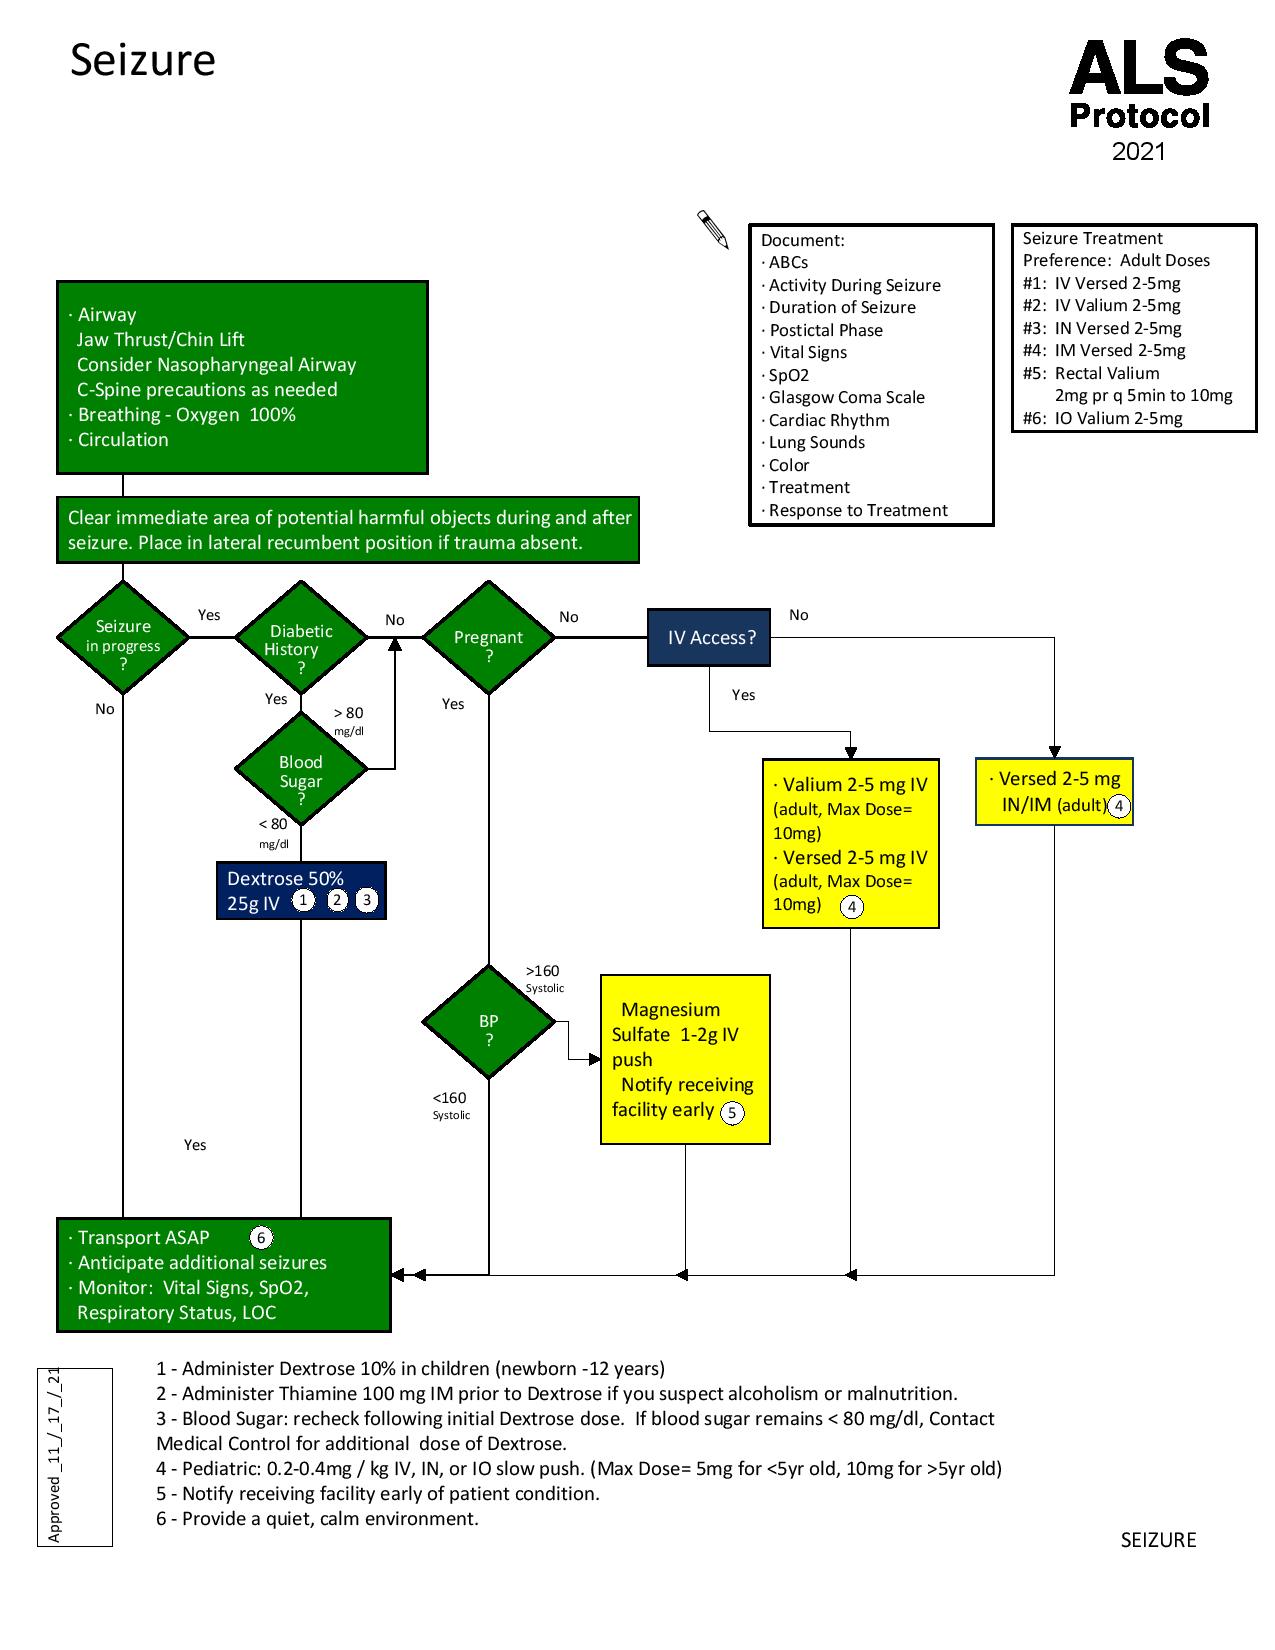 Seizure
ALS
Protocol
2021
Document:
· ABCs
· Activity During Seizure
· Duration of Seizure
· Postictal Phase
· Vital Signs
· SpO2
· Glasgow Coma Scale
· Cardiac Rhythm
· Lung Sounds
· Color
· Treatment
· Response to Treatment
Seizure Treatment
Preference:  Adult Doses
#1:  IV Versed 2-5mg
#2:  IV Valium 2-5mg
#3:  IN Versed 2-5mg
#4:  IM Versed 2-5mg
#5:  Rectal Valium
2mg pr q 5min to 10mg
#6:  IO Valium 2-5mg
· Airway
Jaw Thrust/Chin Lift
Consider Nasopharyngeal Airway
C-Spine precautions as needed
· Breathing - Oxygen  100%
· Circulation
Clear immediate area of potential harmful objects during and after
seizure. Place in lateral recumbent position if trauma absent.
Seizure
in progress
?
Yes
No
Diabetic
History
?
No
Yes
Pregnant
?
No
Yes
IV Access?
No
Yes
> 80
mg/dl
Blood
Sugar
?
< 80
mg/dl
Dextrose 50%
25g IV 1 2 3
· Valium 2-5 mg IV
(adult, Max Dose=
10mg)
· Versed 2-5 mg IV
(adult, Max Dose=
10mg) 4
· Versed 2-5 mg
IN/IM (adult) 4
BP
?
>160
Systolic
<160
Systolic
Magnesium
Sulfate  1-2g IV
push
Notify receiving
facility early 5
Yes
· Transport ASAP 6
· Anticipate additional seizures
· Monitor:  Vital Signs, SpO2,
Respiratory Status, LOC
1 - Administer Dextrose 10% in children (newborn -12 years)
2 - Administer Thiamine 100 mg IM prior to Dextrose if you suspect alcoholism or malnutrition.
3 - Blood Sugar: recheck following initial Dextrose dose.  If blood sugar remains < 80 mg/dl, Contact
Medical Control for additional  dose of Dextrose.
4 - Pediatric: 0.2-0.4mg / kg IV, IN, or IO slow push. (Max Dose= 5mg for <5yr old, 10mg for >5yr old)
5 - Notify receiving facility early of patient condition.
6 - Provide a quiet, calm environment.
Approved _11_/_17_/_21
SEIZURE